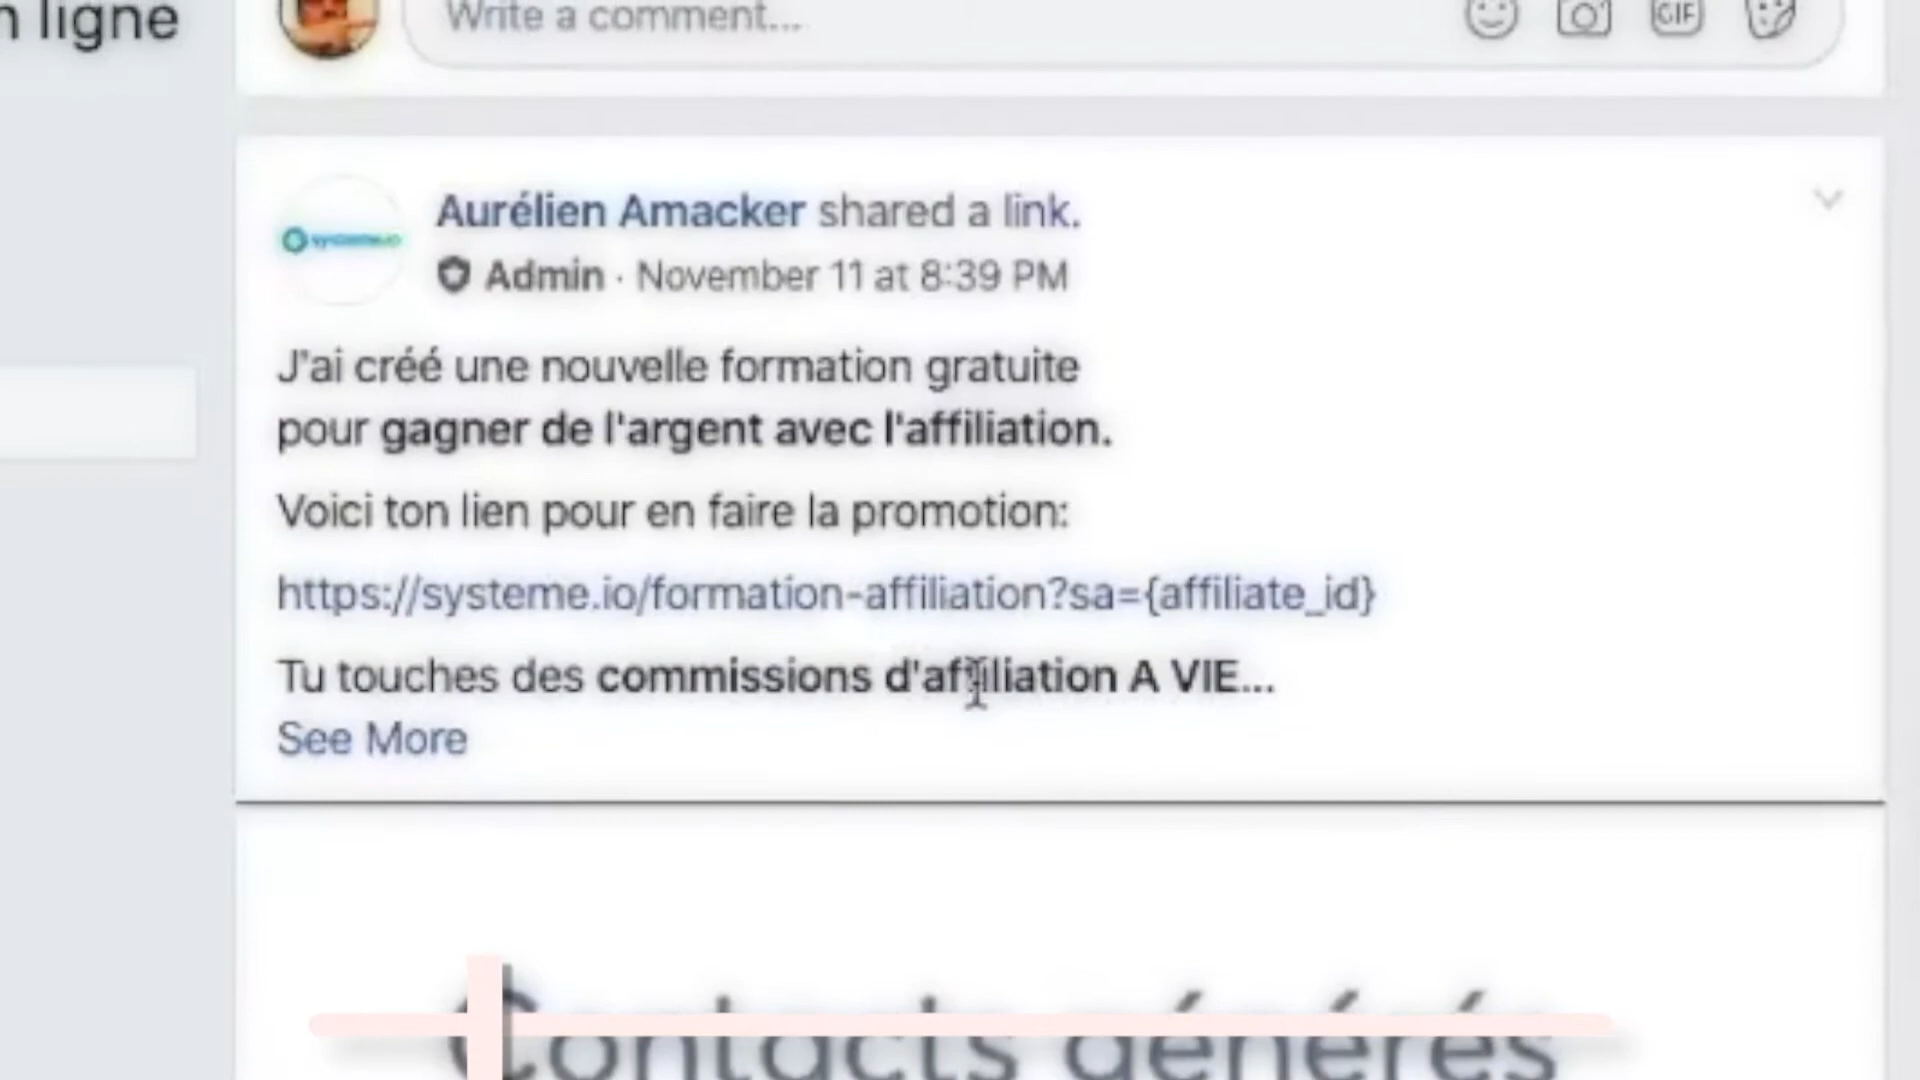 n ligne
Write a comment...
GIF
systeme.io
Aurélien Amacker shared a link.
Admin · November 11 at 8:39 PM
J'ai créé une nouvelle formation gratuite
pour gagner de l'argent avec l'affiliation.
Voici ton lien pour en faire la promotion:
https://systeme.io/formation-affiliation?sa={affiliate_id}
Tu touches des commissions d'affiliation A VIE...
See More
Contacts générés